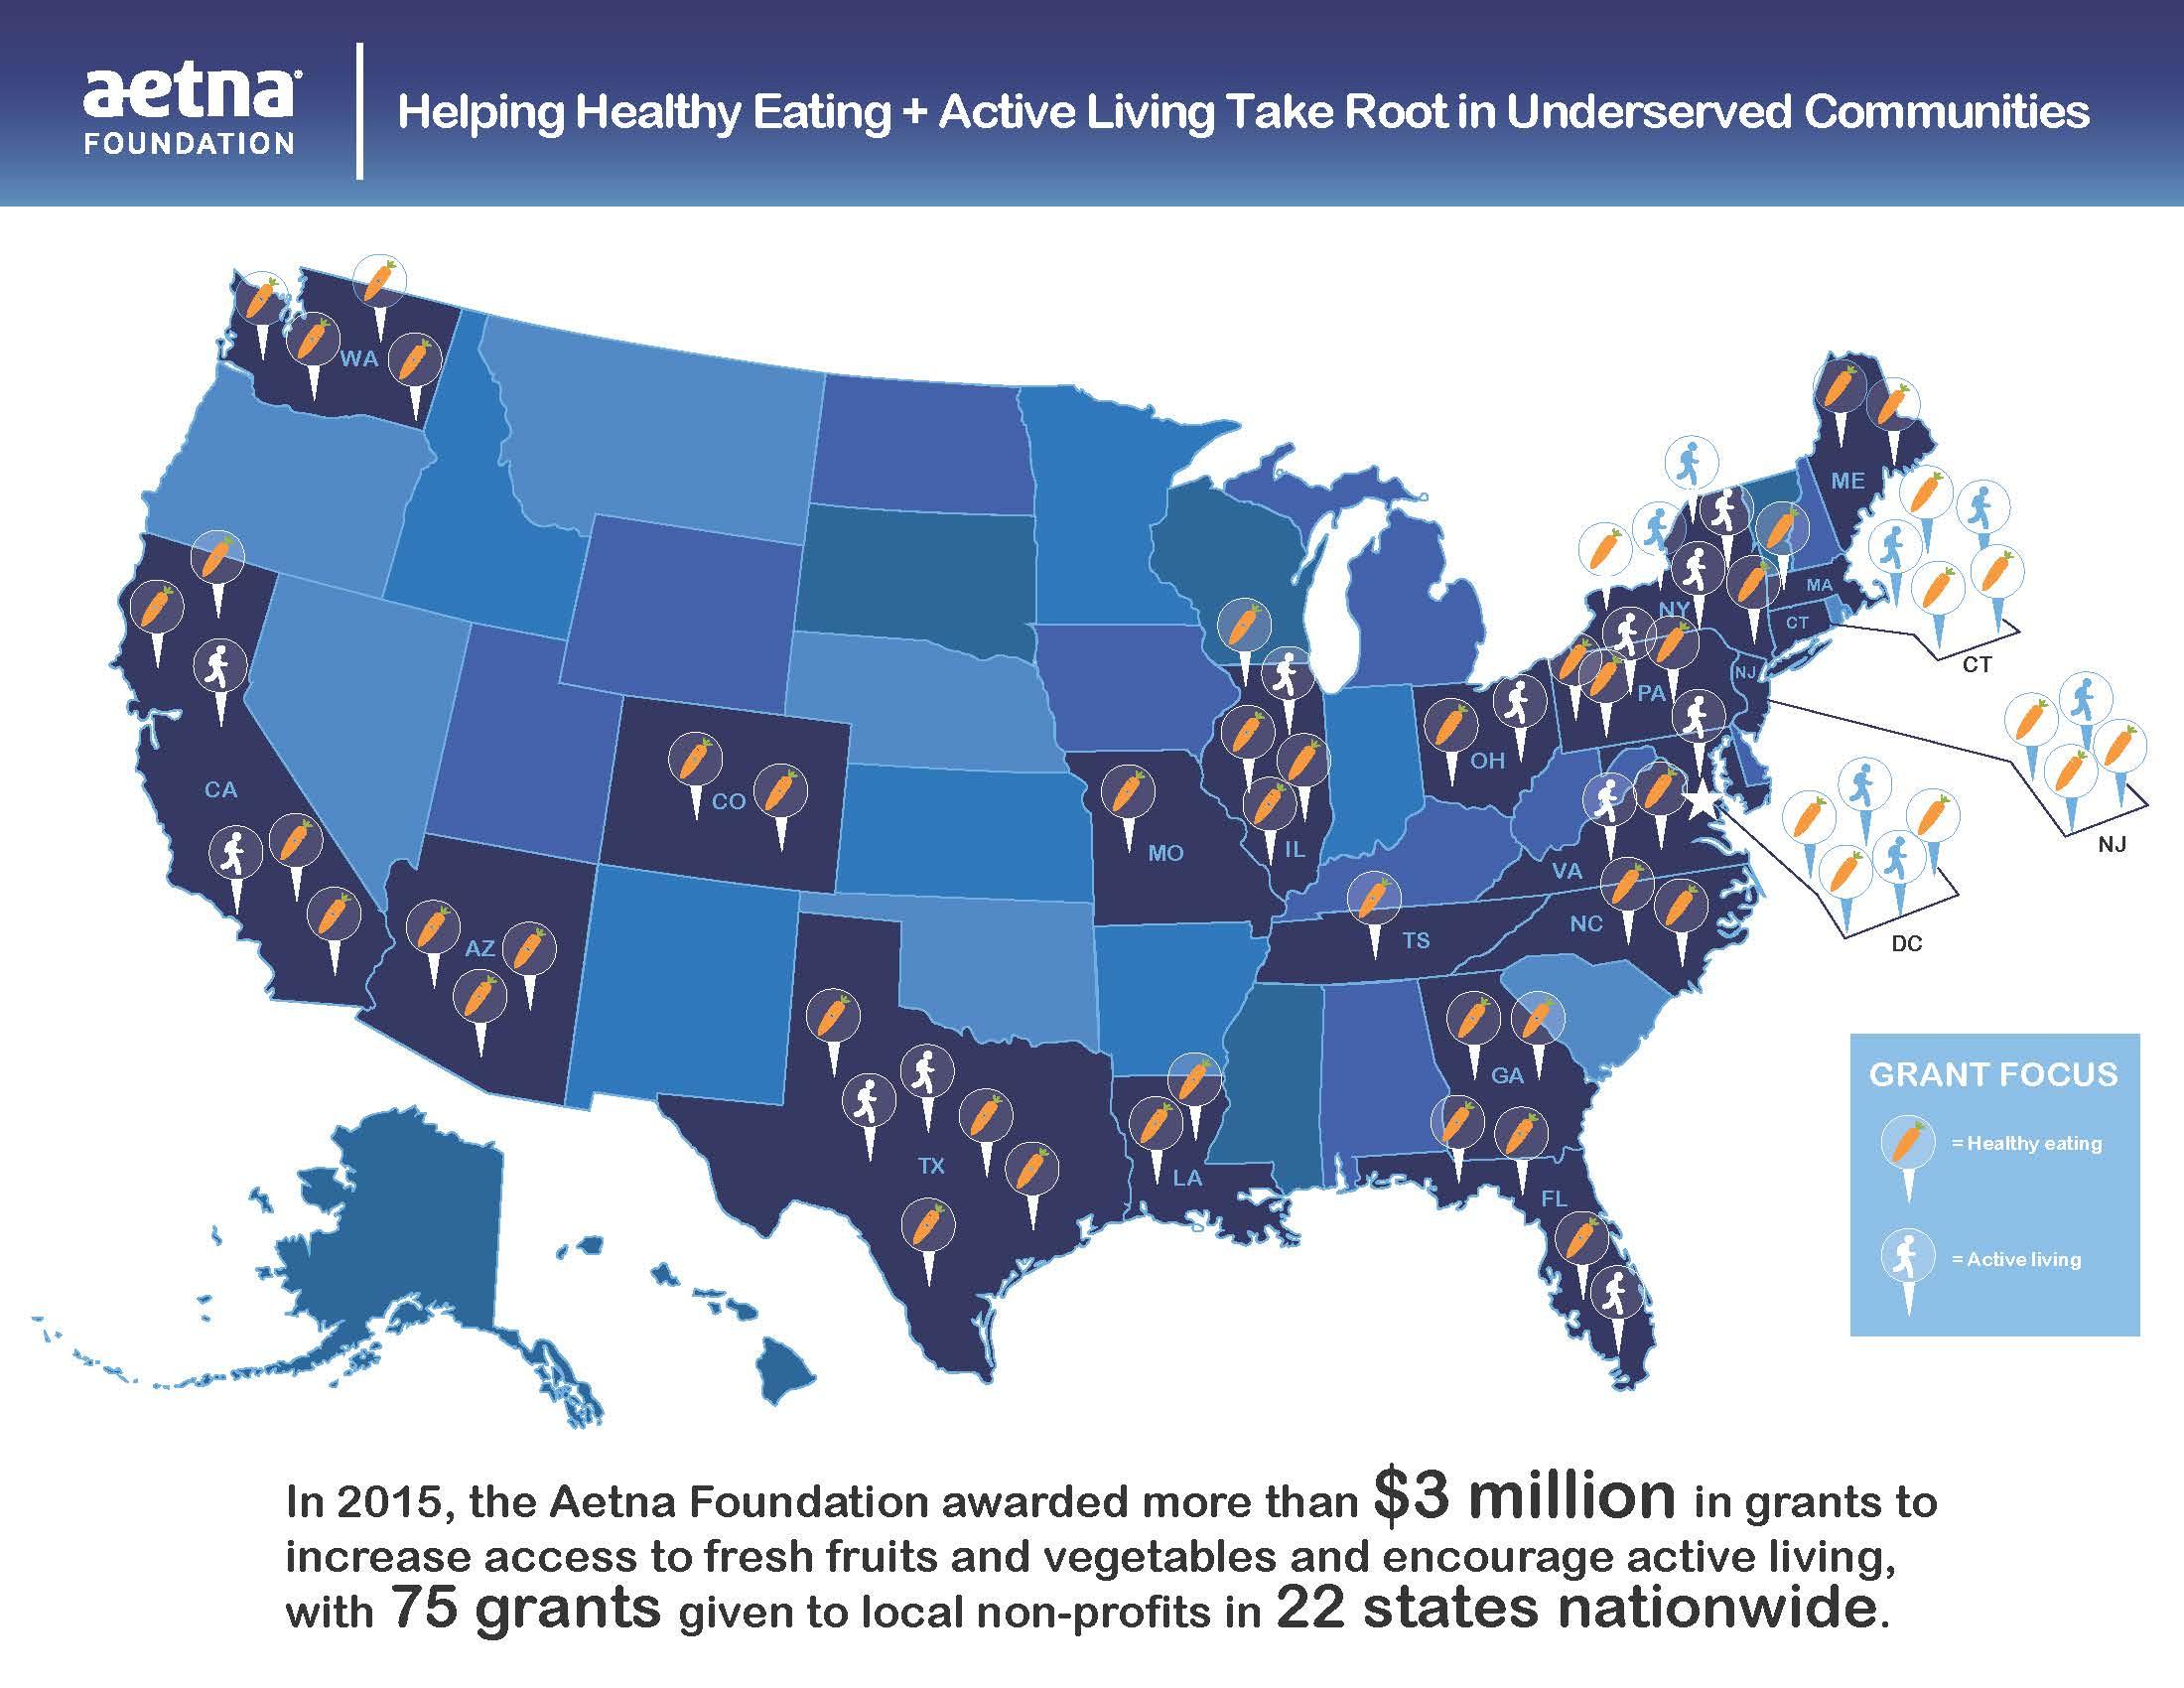 aetna®
FOUNDATION
Helping Healthy Eating + Active Living Take Root in Underserved Communities
WA
ME
MA
NY
CT
CT
NJ
PA
OH
NJ
CA
CO
MO
IL
VA
DC
AZ
TS
NC
GA
TX
LA
FL
GRANT FOCUS
= Healthy eating
= Active living
In 2015, the Aetna Foundation awarded more than $3 million in grants to
increase access to fresh fruits and vegetables and encourage active living,
with 75 grants given to local non-profits in 22 states nationwide.